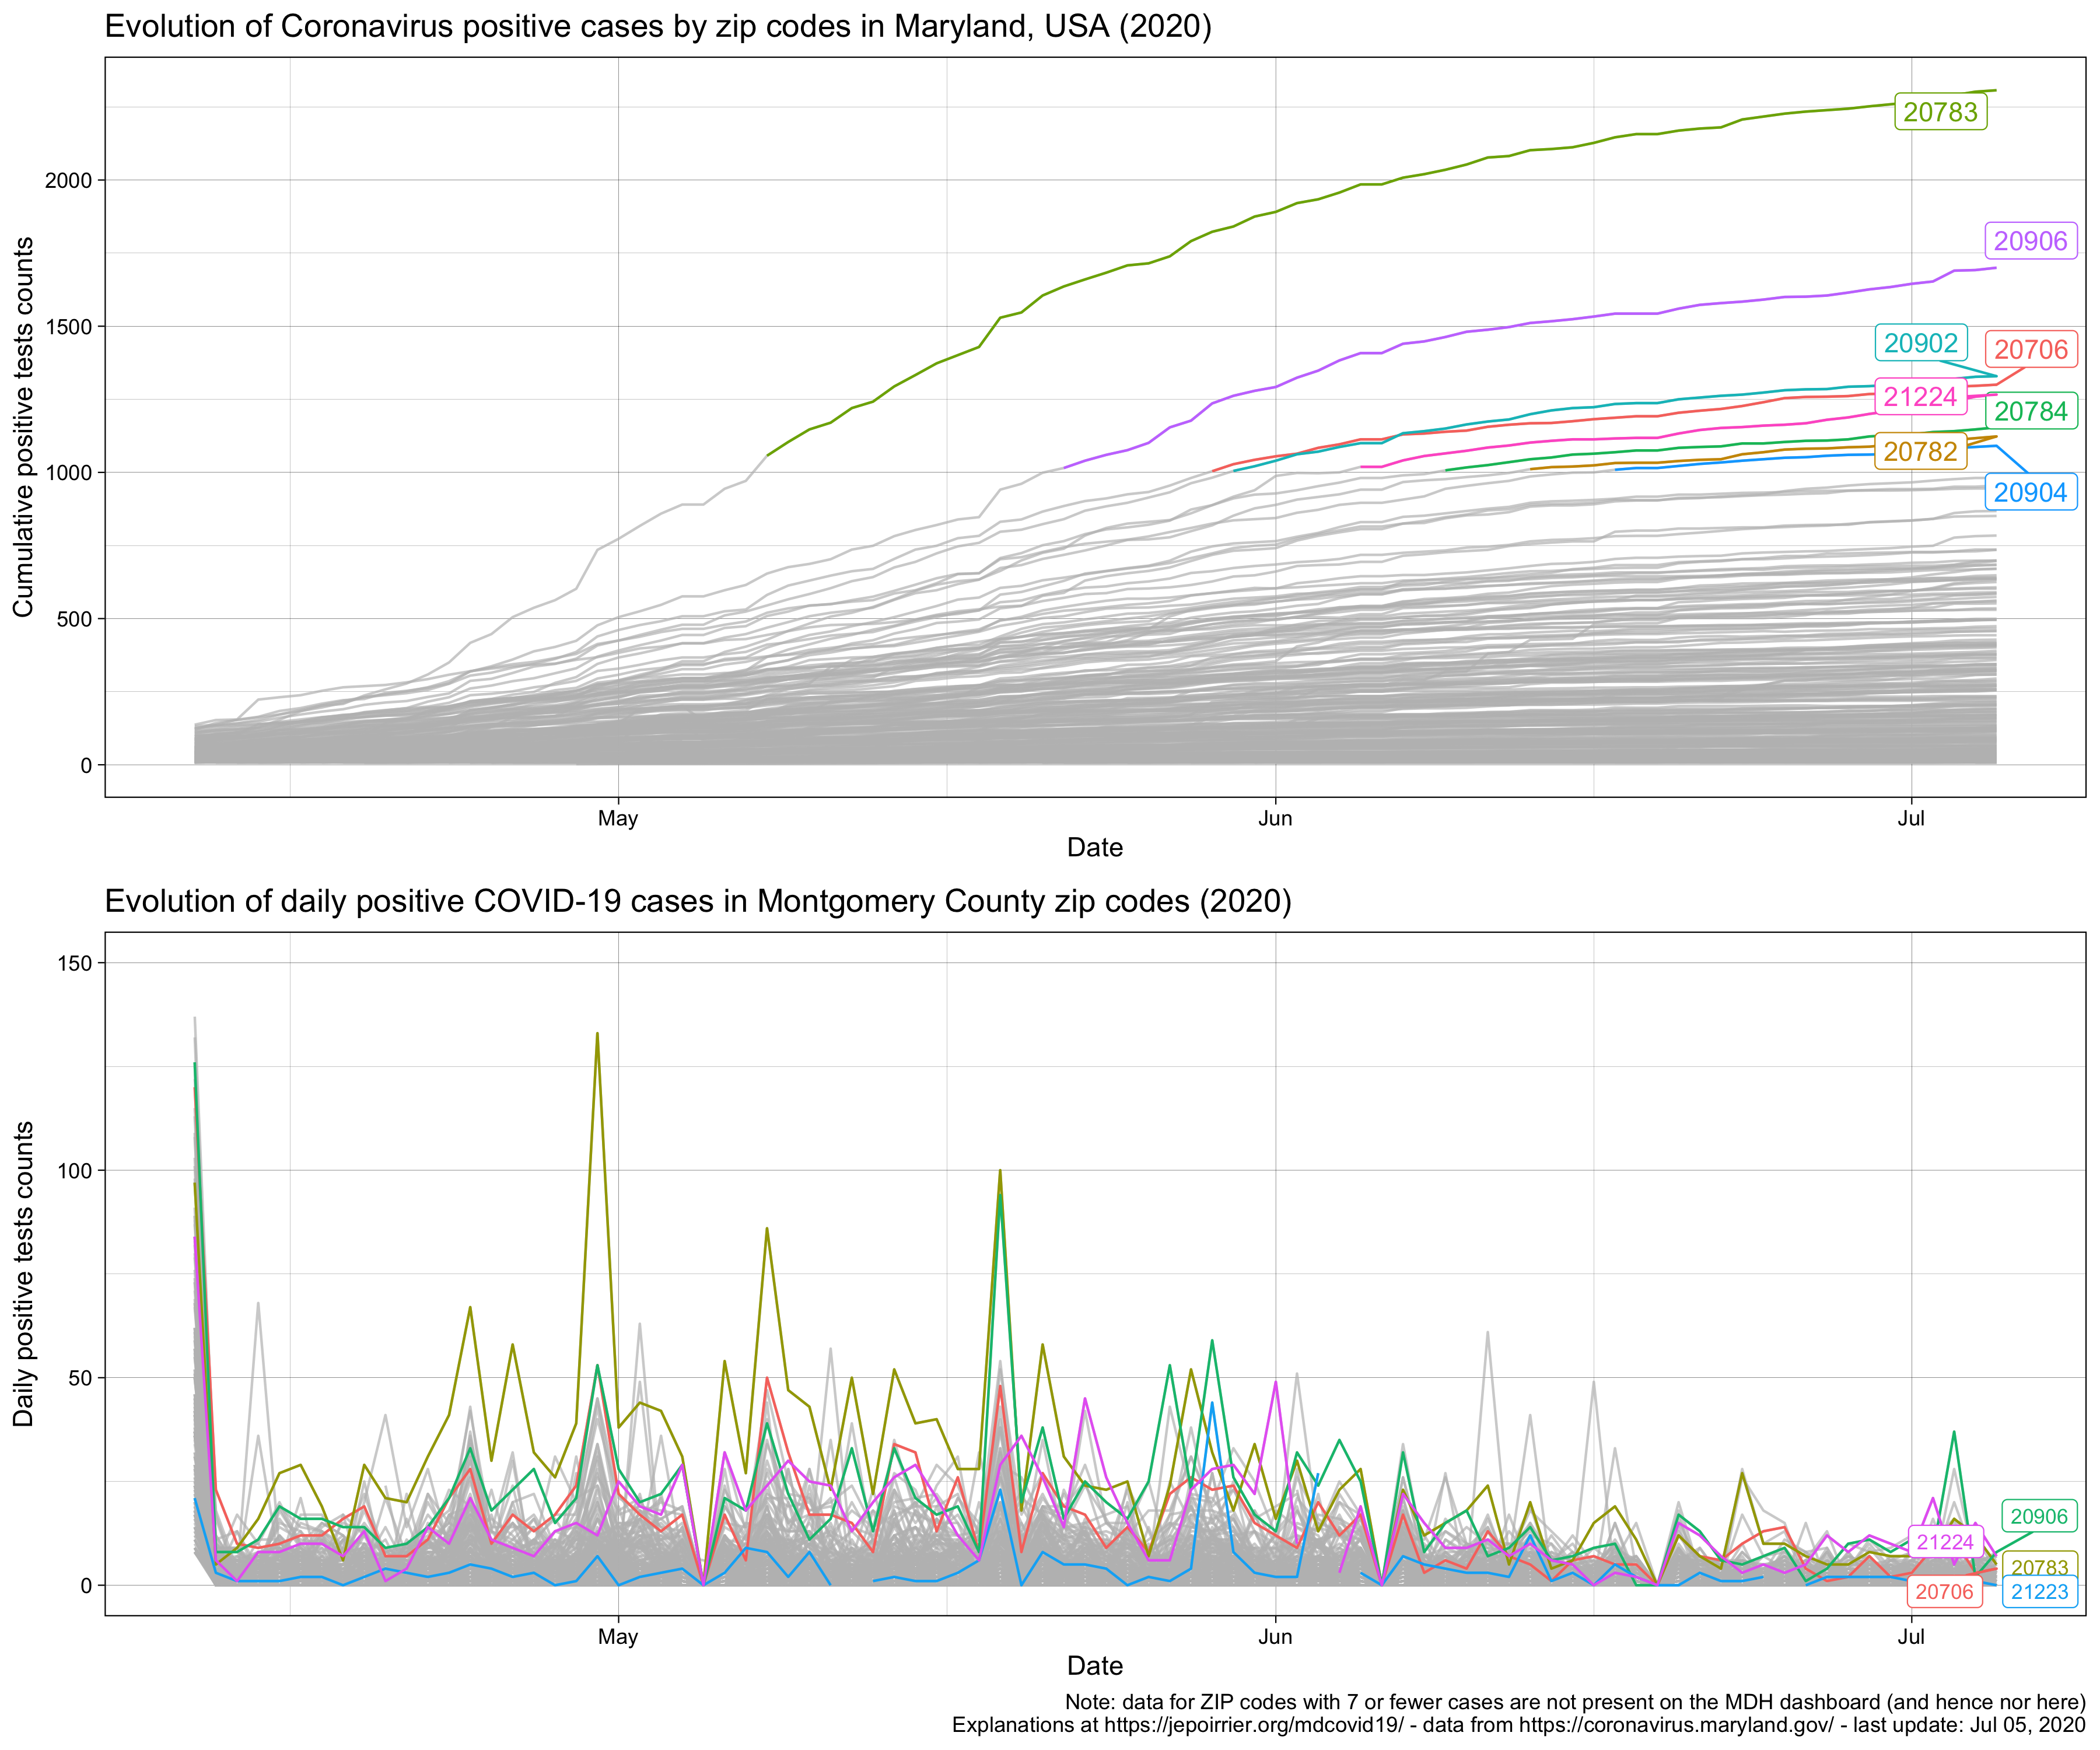 Evolution of Coronavirus positive cases by zip codes in Maryland, USA (2020)
Cumulative positive tests counts
2000
1500
1000
500
0
20783
20906
20902
20706
21224
20784
20782
20904
May
Jun
Jul
Date
Evolution of daily positive COVID-19 cases in Montgomery County zip codes (2020)
Daily positive tests counts
150
100
50
0
20906
21224
20783
20706
21223
May
Jun
Jul
Date
Note: data for ZIP codes with 7 or fewer cases are not present on the MDH dashboard (and hence nor here)
Explanations at https://jepoirrier.org/mdcovid19/ - data from https://coronavirus.maryland.gov/ - last update: Jul 05, 2020